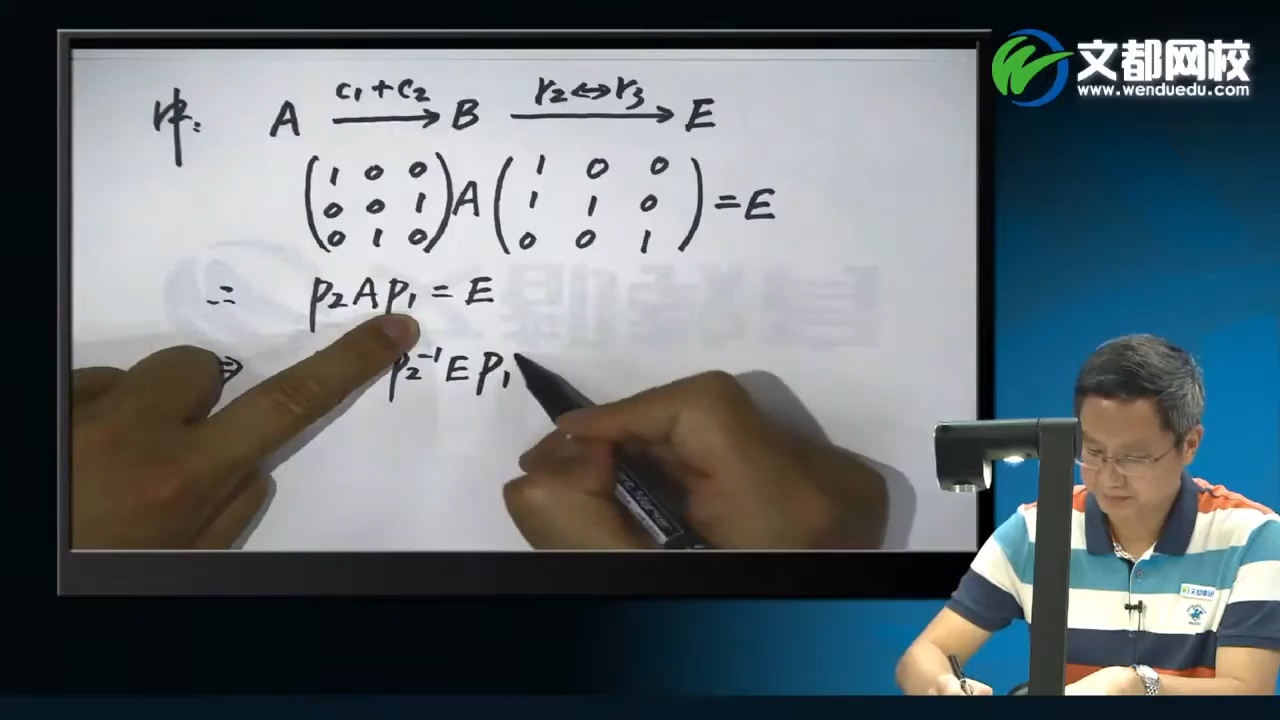 文都网校
www.wenduedu.com
A c₁+c₂ → B r₂↔r₃ → E
(1 0 0
0 0 1
0 1 0) A (1 0 0
1 1 0
0 0 1) = E
∴ P₂AP₁ = E
⇒ P₂⁻¹EP₁